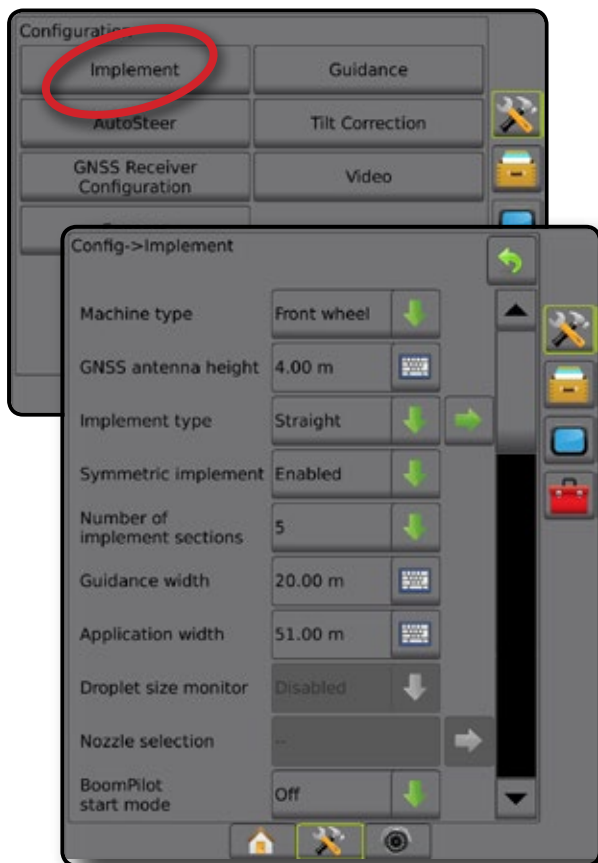 Configuration
Implement
Guidance
AutoSteer
Tilt Correction
GNSS Receiver
Configuration
Video
Config->Implement
Machine type
Front wheel
GNSS antenna height
4.00 m
Implement type
Straight
Symmetric implement
Enabled
Number of
implement sections
5
Guidance width
20.00 m
Application width
51.00 m
Droplet size monitor
Disabled
Nozzle selection
--
BoomPilot
start mode
Off